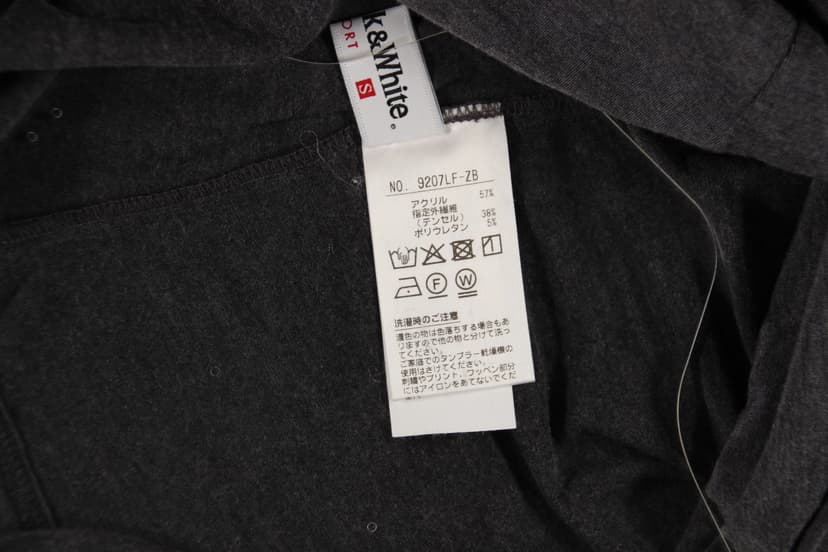 k&White®
ORT
S
NO. 9207LF-ZB
アクリル 57%
指定外繊維
(テンセル) 38%
ポリウレタン 5%
F W
洗濯時のご注意
濃色の物は色落ちする場合もあ
りますので他の物と分けて洗っ
てください。
ご家庭でのタンブラー乾燥機の
使用はさけてください。
刺繍やプリント、ワッペン部分
にはアイロンをあてないでくだ